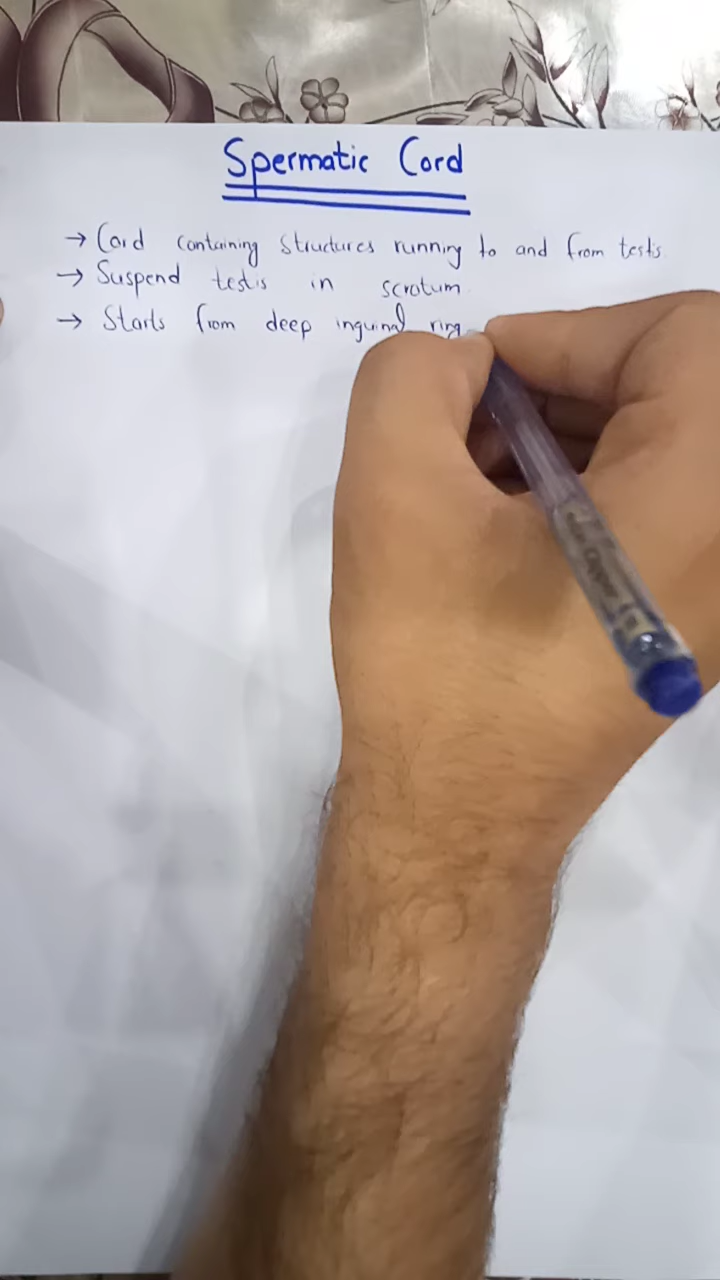 Spermatic Cord
→ Cord containing structures running to and from testis.
→ Suspend testis in scrotum.
→ Starts from deep inguinal ring